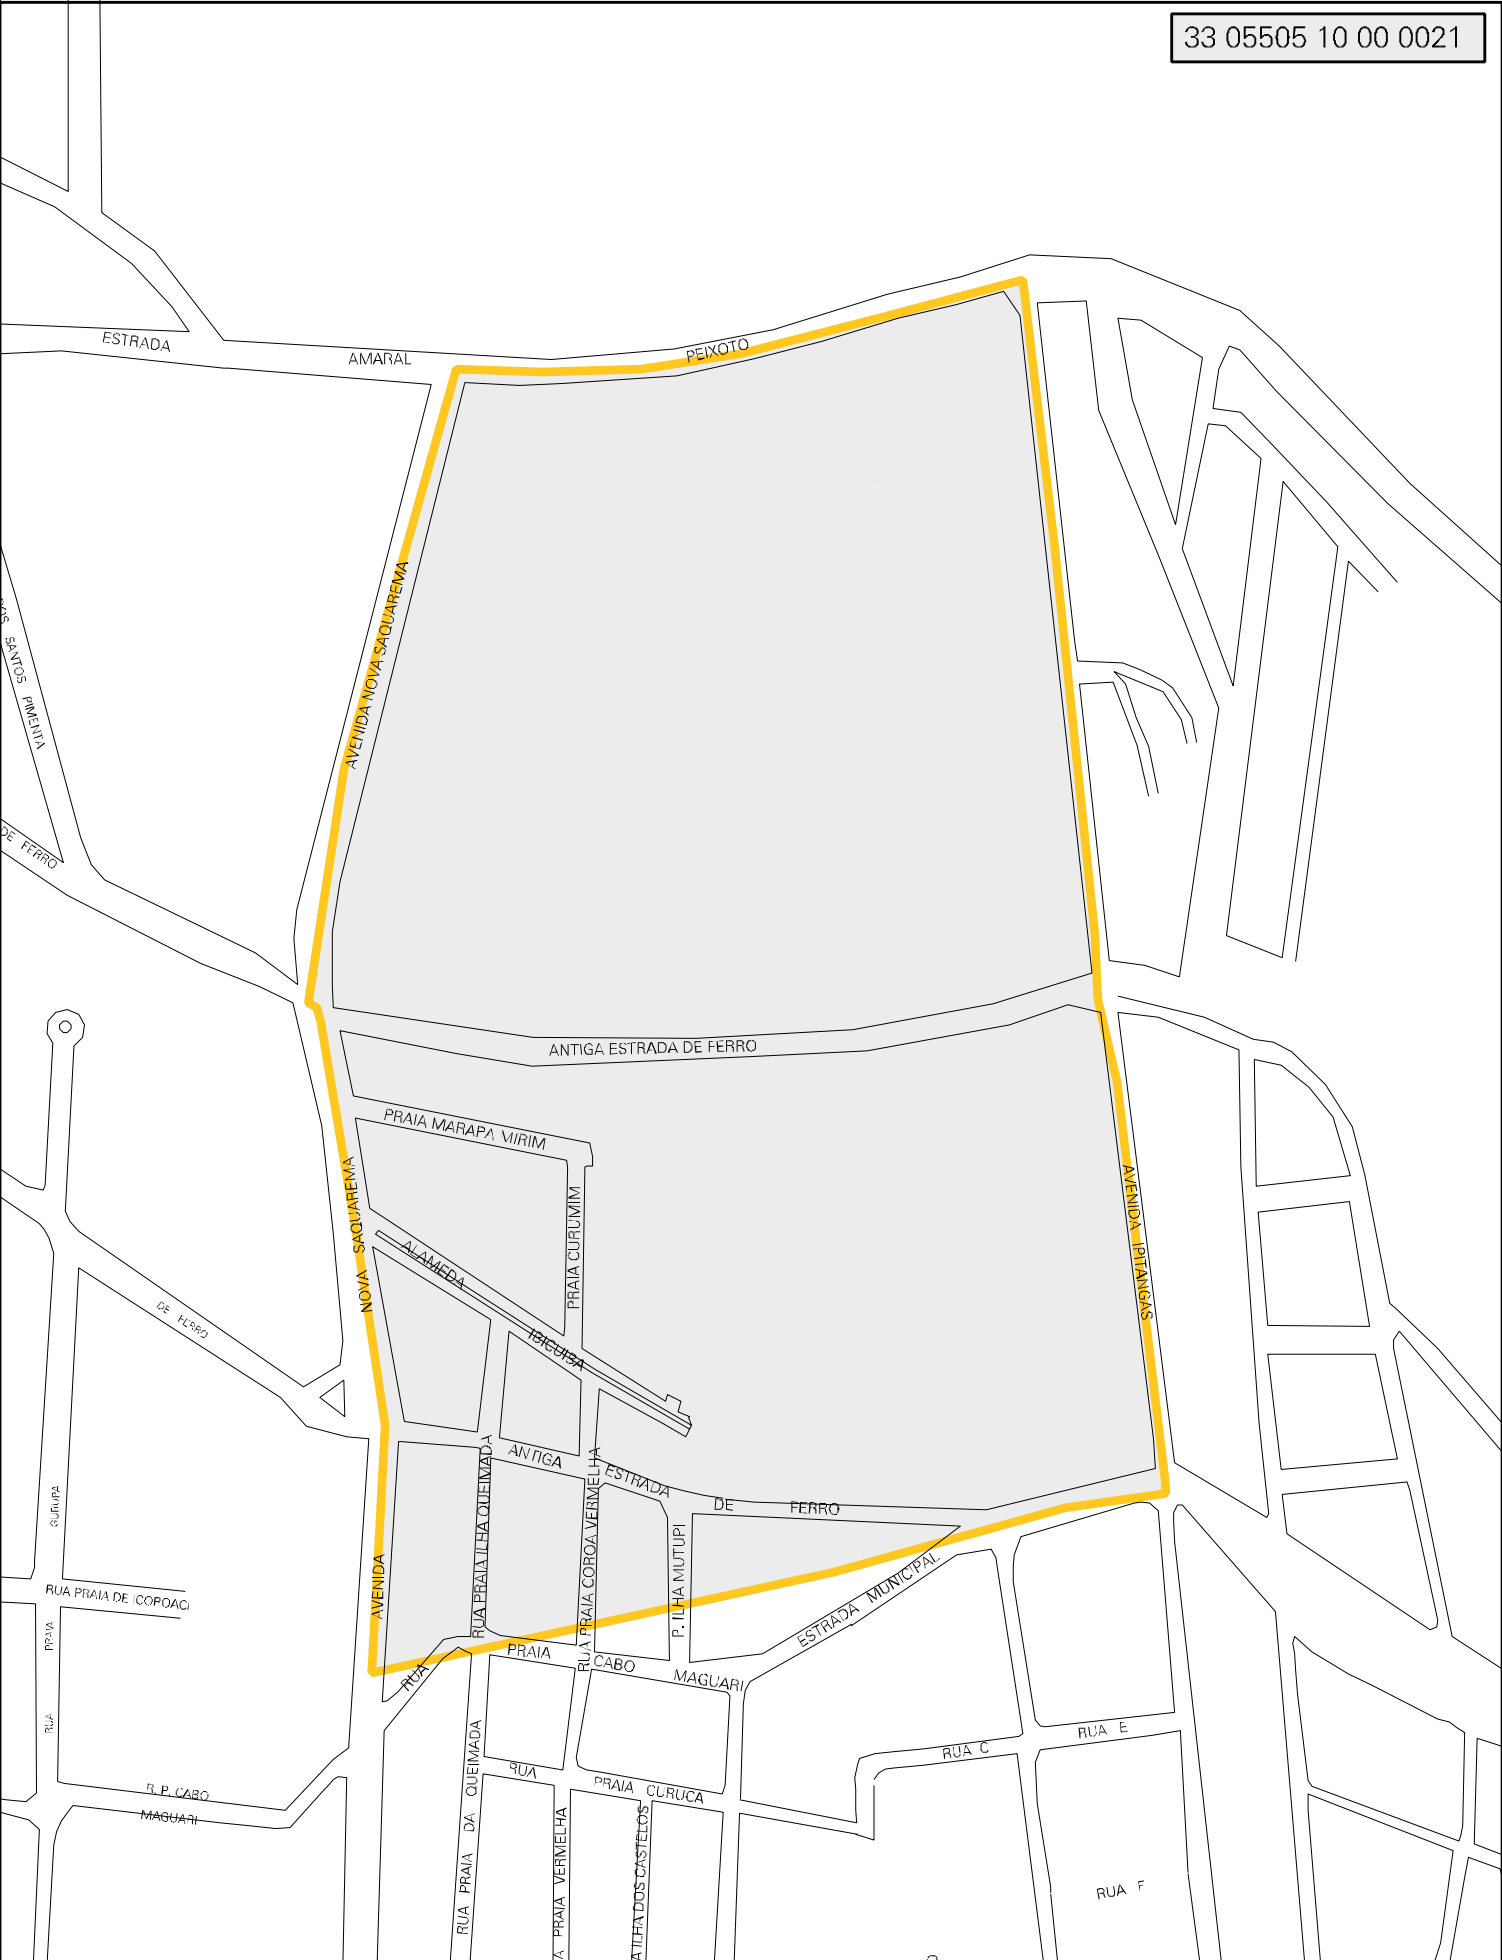 33 05505 10 00 0021
ESTRADA
AMARAL
PEIXOTO
AVENIDA NOVA SAQUAREMA
SANTOS PIMENTA
DE FERRO
ANTIGA ESTRADA DE FERRO
PRAIA MARAPA MIRIM
PRAIA CURUMIM
NOVA SAQUAREMA
AVENIDA IPITANGAS
ALAMEDA
IBICUIBA
DE FERRO
ANTIGA
ESTRADA
DE FERRO
RUA PRAIA ILHA QUEIMADA
RUA PRAIA COROA VERMELHA
P. ILHA MUTUPI
AVENIDA
ESTRADA MUNICIPAL
RUA PRAIA DE ICOPOACI
PRAIA
RUA
RUA
PRAIA
CABO
MAGUARI
RUA C
RUA E
RUA
PRAIA CURUCA
R. P. CABO
MAGUARI
RUA PRAIA DA QUEIMADA
PRAIA VERMELHA
ILHA DOS CASTELOS
RUA F